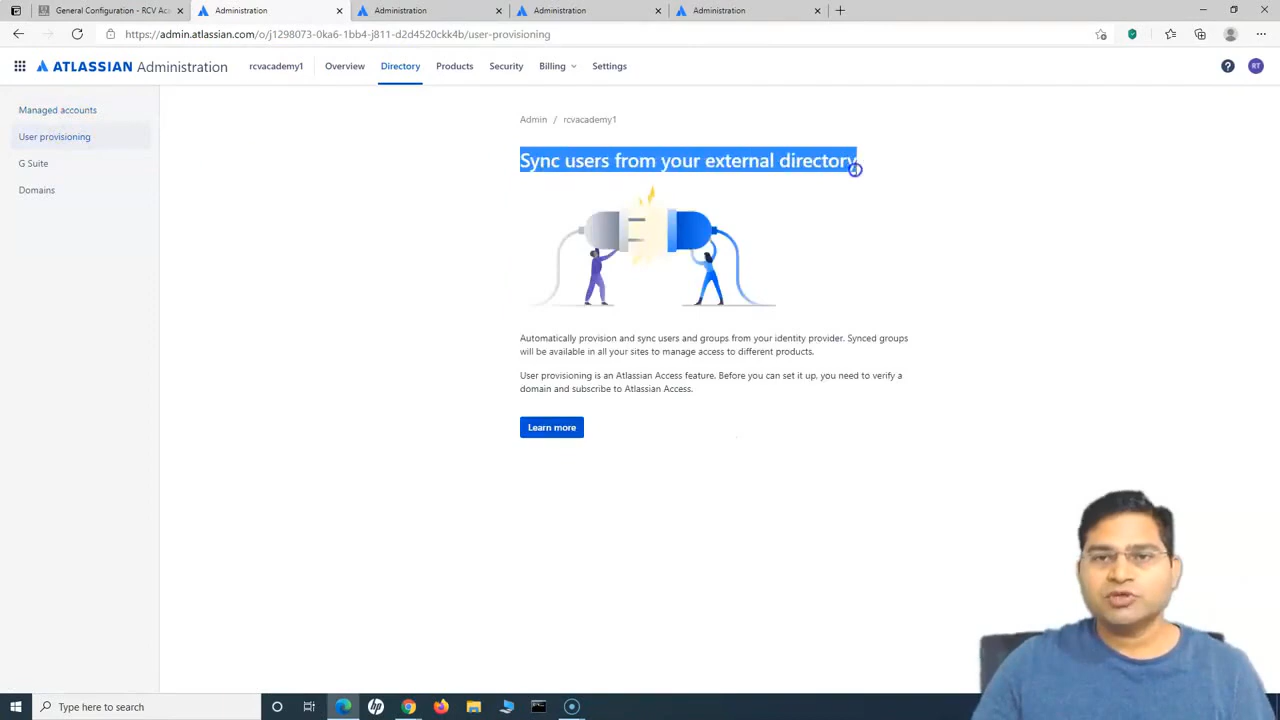 General Configuration - RCV Aca
Administration
Administration
Administration
Administration
https://admin.atlassian.com/o/j1298073-0ka6-1bb4-j811-d2d4520ckk4b/user-provisioning
ATLASSIAN Administration
rcvacademy1
Overview
Directory
Products
Security
Billing
Settings
RT
Managed accounts
User provisioning
G Suite
Domains
Admin / rcvacademy1
Sync users from your external directory
Automatically provision and sync users and groups from your identity provider. Synced groups
will be available in all your sites to manage access to different products.
User provisioning is an Atlassian Access feature. Before you can set it up, you need to verify a
domain and subscribe to Atlassian Access.
Learn more
Type here to search